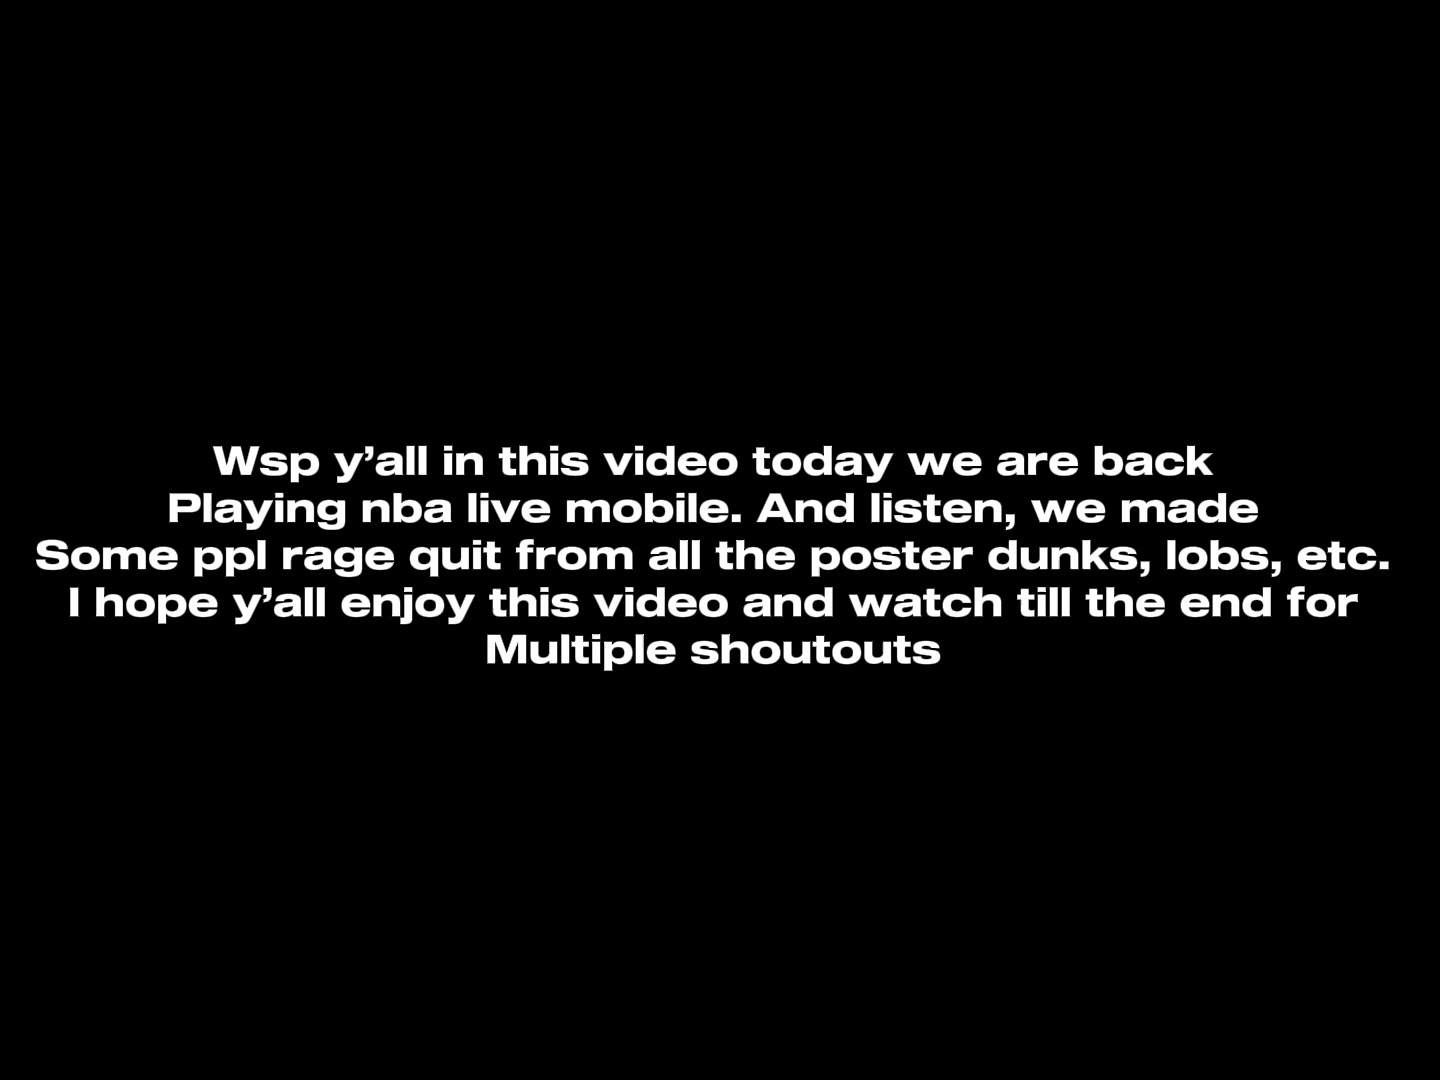 Wsp y’all in this video today we are back
Playing nba live mobile. And listen, we made
Some ppl rage quit from all the poster dunks, lobs, etc.
I hope y’all enjoy this video and watch till the end for
Multiple shoutouts